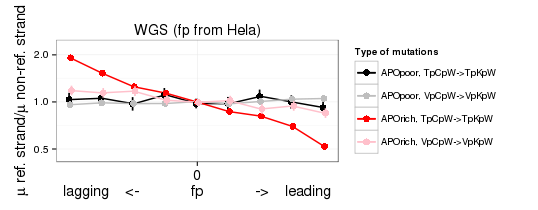 WGS (fp from Hela)
μ ref. strand/μ non-ref. strand
2.0
1.0
0.5
0
lagging <- fp -> leading
Type of mutations
APOpoor, TpCpW->TpKpW
APOpoor, VpCpW->VpKpW
APOrich, TpCpW->TpKpW
APOrich, VpCpW->VpKpW